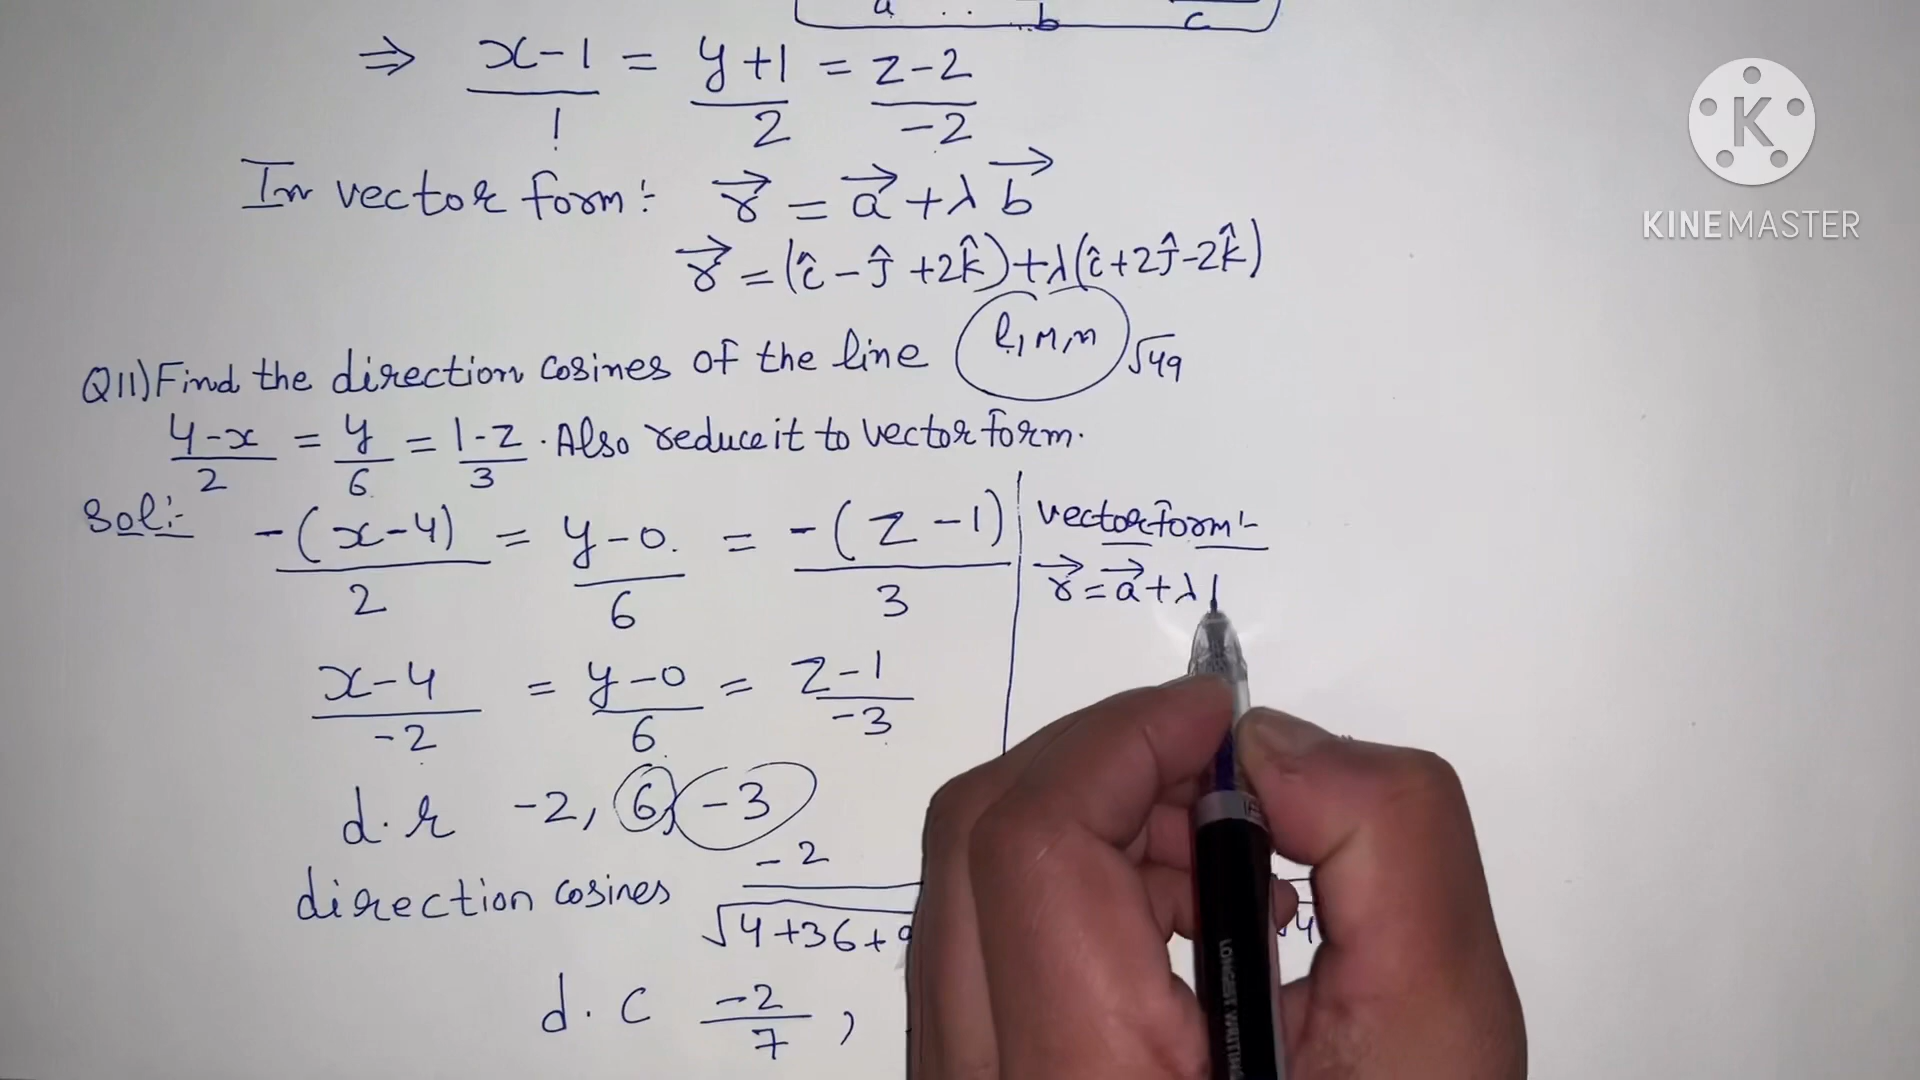 a .. b c
⇒ x-1/1 = y+1/2 = z-2/-2
In vector form:- r⃗ = a⃗ + λ b⃗
r⃗ = (î - ĵ + 2k̂) + λ(î + 2ĵ - 2k̂)
Q11) Find the direction cosines of the line l, m, n √49
4-x/2 = y/6 = 1-z/3 . Also reduce it to vector form.
Sol:- -(x-4)/2 = y-0/6 = -(z-1)/3
x-4/-2 = y-0/6 = z-1/-3
d.r -2, 6, -3
direction cosines -2/√4+36+9
d.c -2/7 ,
vector form:-
r⃗ = a⃗ + λ
K
KINEMASTER